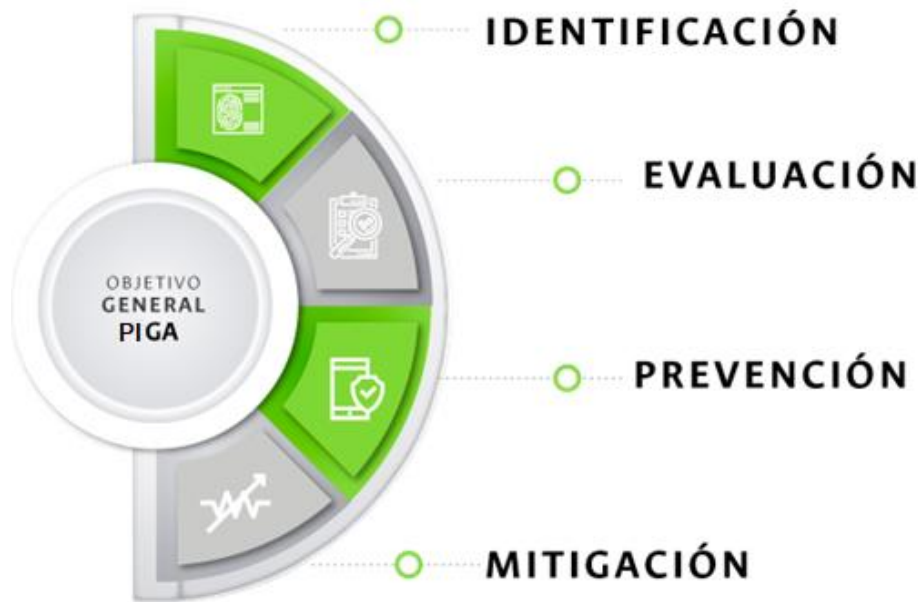 IDENTIFICACIÓN
EVALUACIÓN
OBJETIVO
GENERAL
PIGA
PREVENCIÓN
MITIGACIÓN